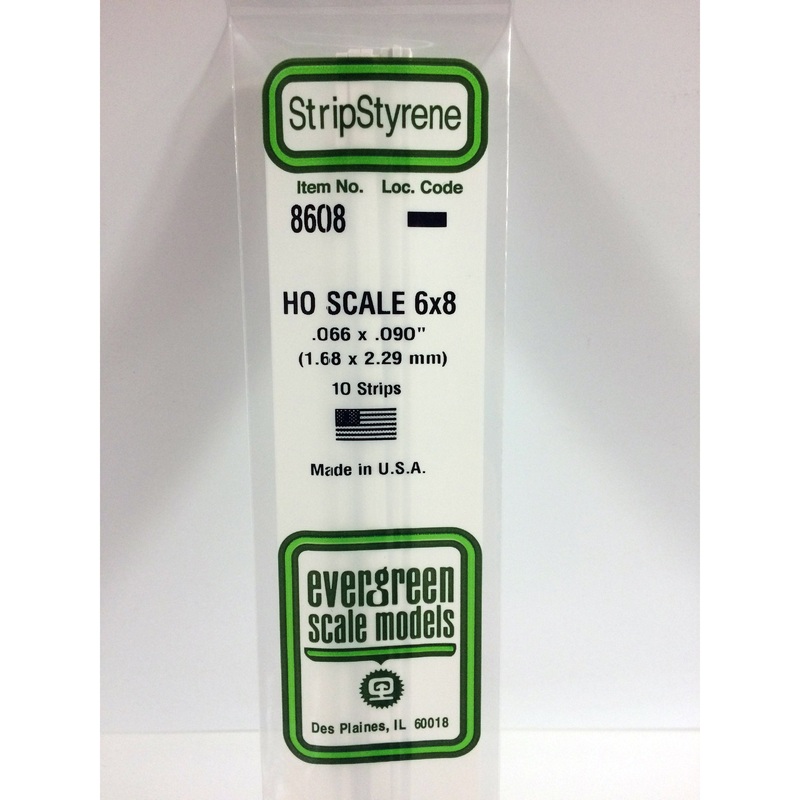 StripStyrene
Item No. Loc. Code
8608
HO SCALE 6x8
.066 x .090"
(1.68 x 2.29 mm)
10 Strips
Made in U.S.A.
evergreen
scale models
Des Plaines, IL 60018